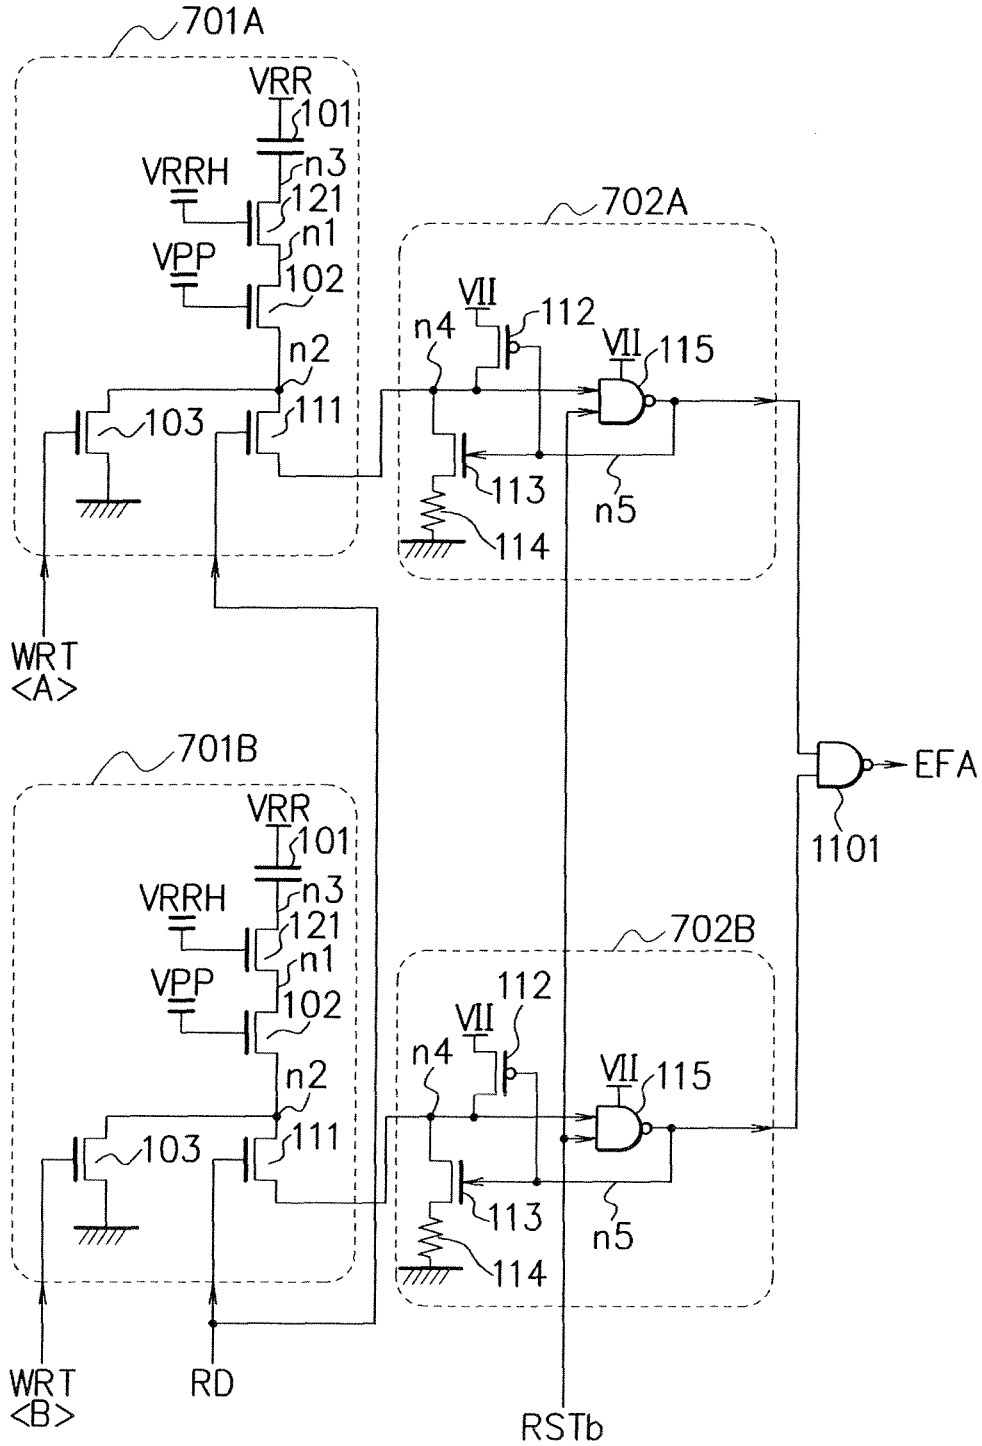 701A
VRR
101
n3
VRRH
121
n1
VPP
102
n2
103
111
WRT
<A>
702A
VII
112
n4
VII
115
113
n5
114
701B
VRR
101
n3
VRRH
121
n1
VPP
102
n2
103
111
WRT
<B>
RD
702B
VII
112
n4
VII
115
113
n5
114
RSTb
EFA
1101